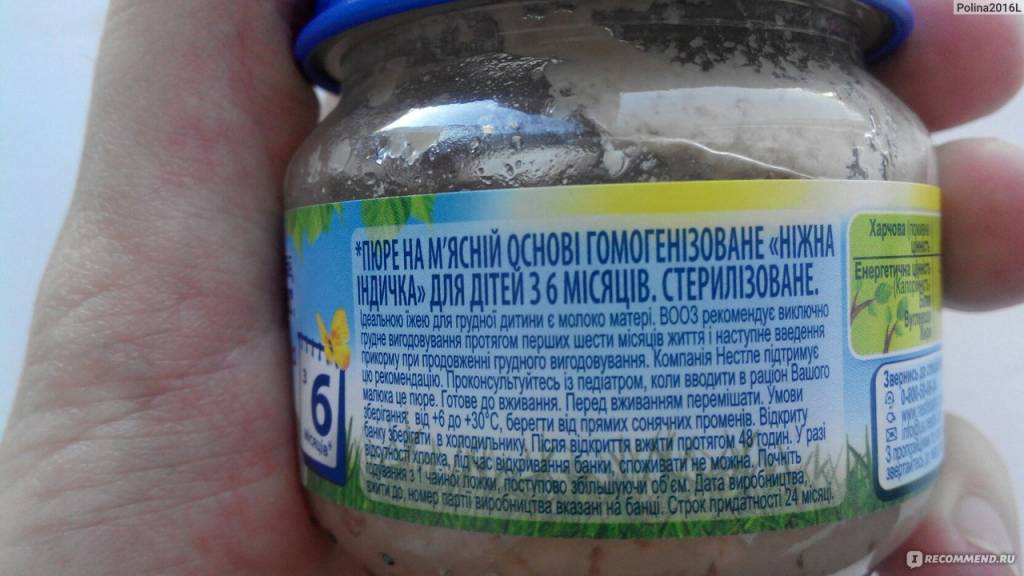 Polina2016L
*ПЮРЕ НА М'ЯСНІЙ ОСНОВІ ГОМОГЕНІЗОВАНЕ «НІЖНА
ІНДИЧКА» ДЛЯ ДІТЕЙ З 6 МІСЯЦІВ. СТЕРИЛІЗОВАНЕ.
Ідеальною їжею для грудної дитини є молоко матері. ВООЗ рекомендує виключно
грудне вигодовування протягом перших шести місяців життя і наступне введення
прикорму при продовженні грудного вигодовування. Компанія Нестле підтримує
цю рекомендацію. Проконсультуйтесь із педіатром, коли вводити в раціон Вашого
малюка це пюре. Готове до вживання. Перед вживанням перемішати. Умови
зберігання: від +6 до +30°C, берегти від прямих сонячних променів. Відкриту
банку зберігати в холодильнику. Після відкриття вжити протягом 48 годин. У разі
відсутності хлопка, під час відкривання банки, споживати не можна. Почніть
годування з 1 чайної ложки, поступово збільшуючи об'єм. Дата виробництва,
вжити до, номер партії виробництва вказані на банці. Строк придатності 24 місяці.
З
6
МІСЯЦІВ*
Харчова
цінність
Енергетична цінність
Звернись до
IRECOMMEND.RU